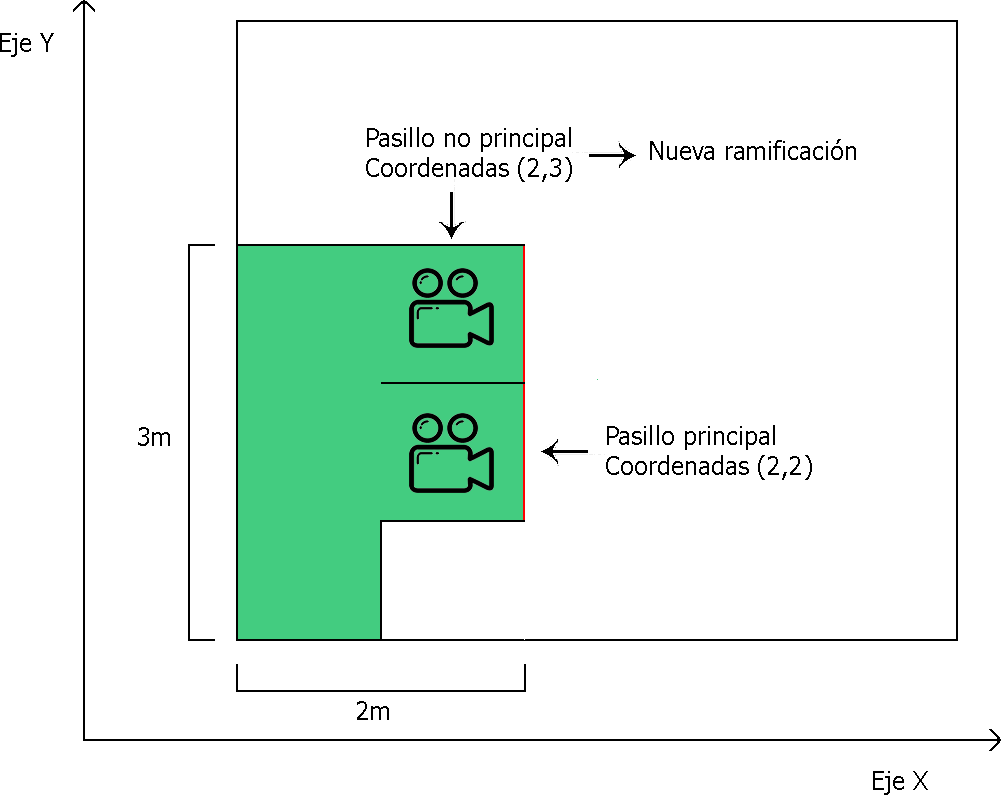 Eje Y
Pasillo no principal
Coordenadas (2,3)
Nueva ramificación
3m
Pasillo principal
Coordenadas (2,2)
2m
Eje X